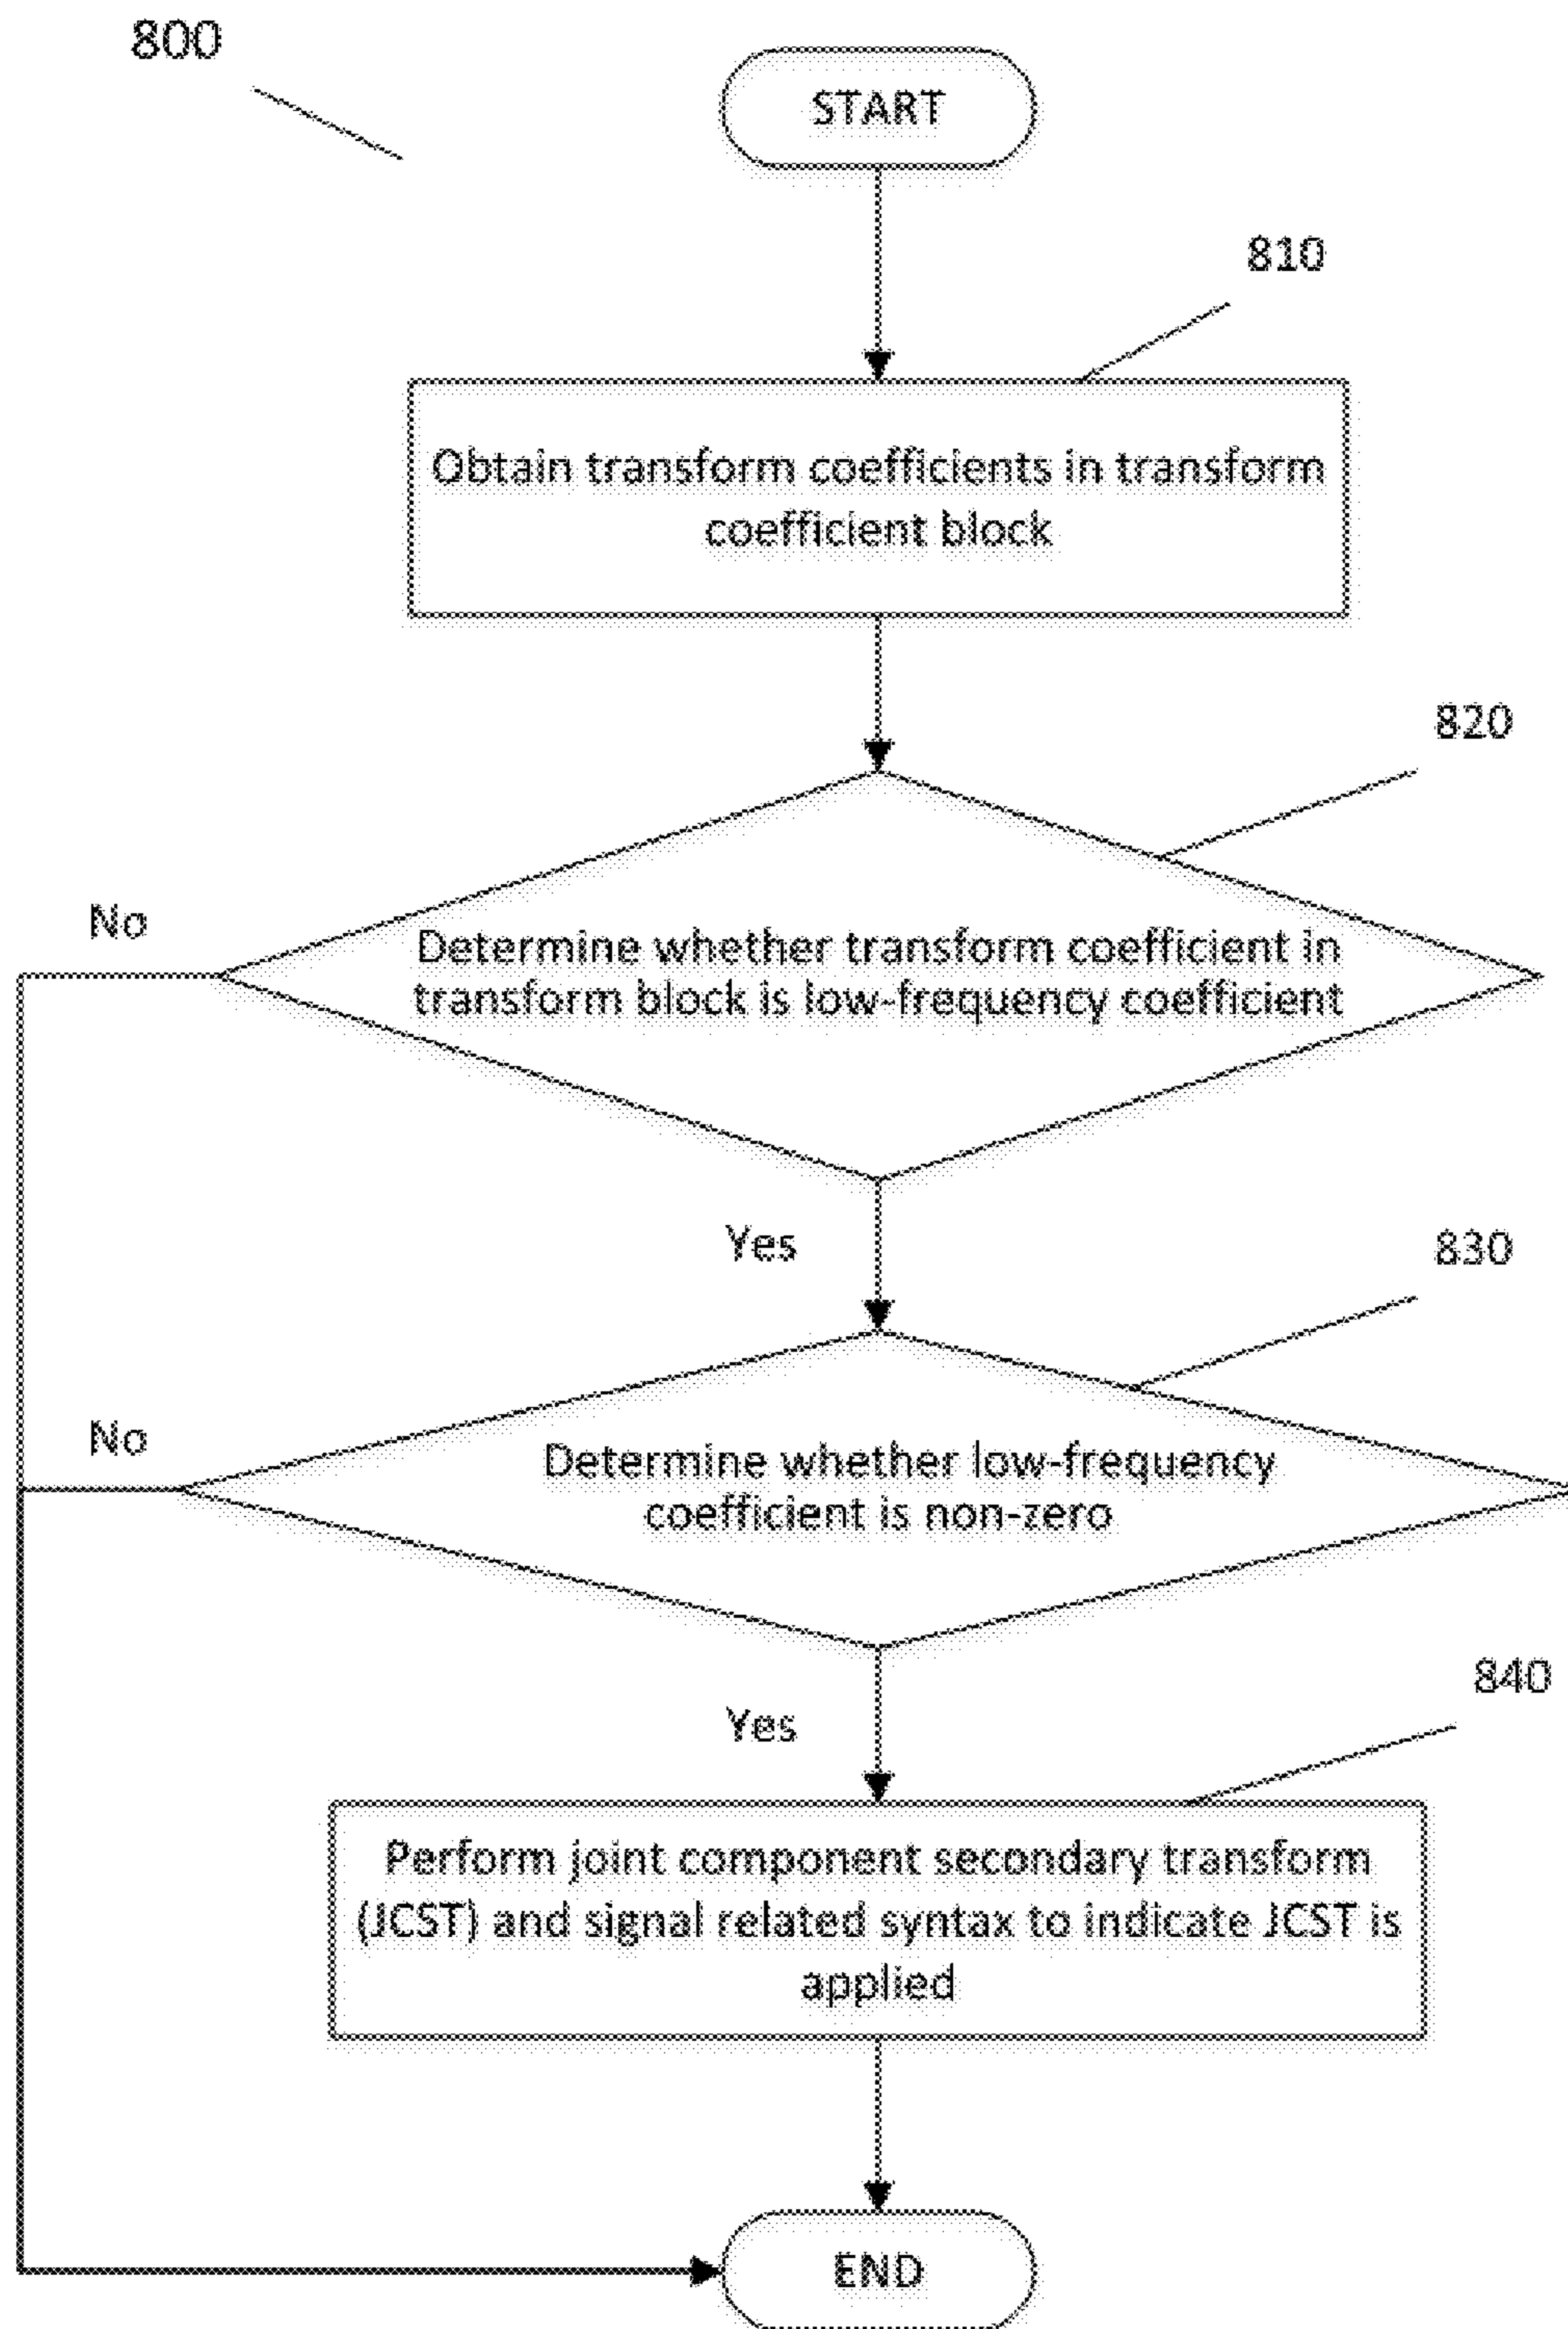 800
START
810
Obtain transform coefficients in transform
coefficient block
820
No
Determine whether transform coefficient in
transform block is low-frequency coefficient
Yes
830
No
Determine whether low-frequency
coefficient is non-zero
Yes
840
Perform joint component secondary transform
(JCST) and signal related syntax to indicate JCST is
applied
END